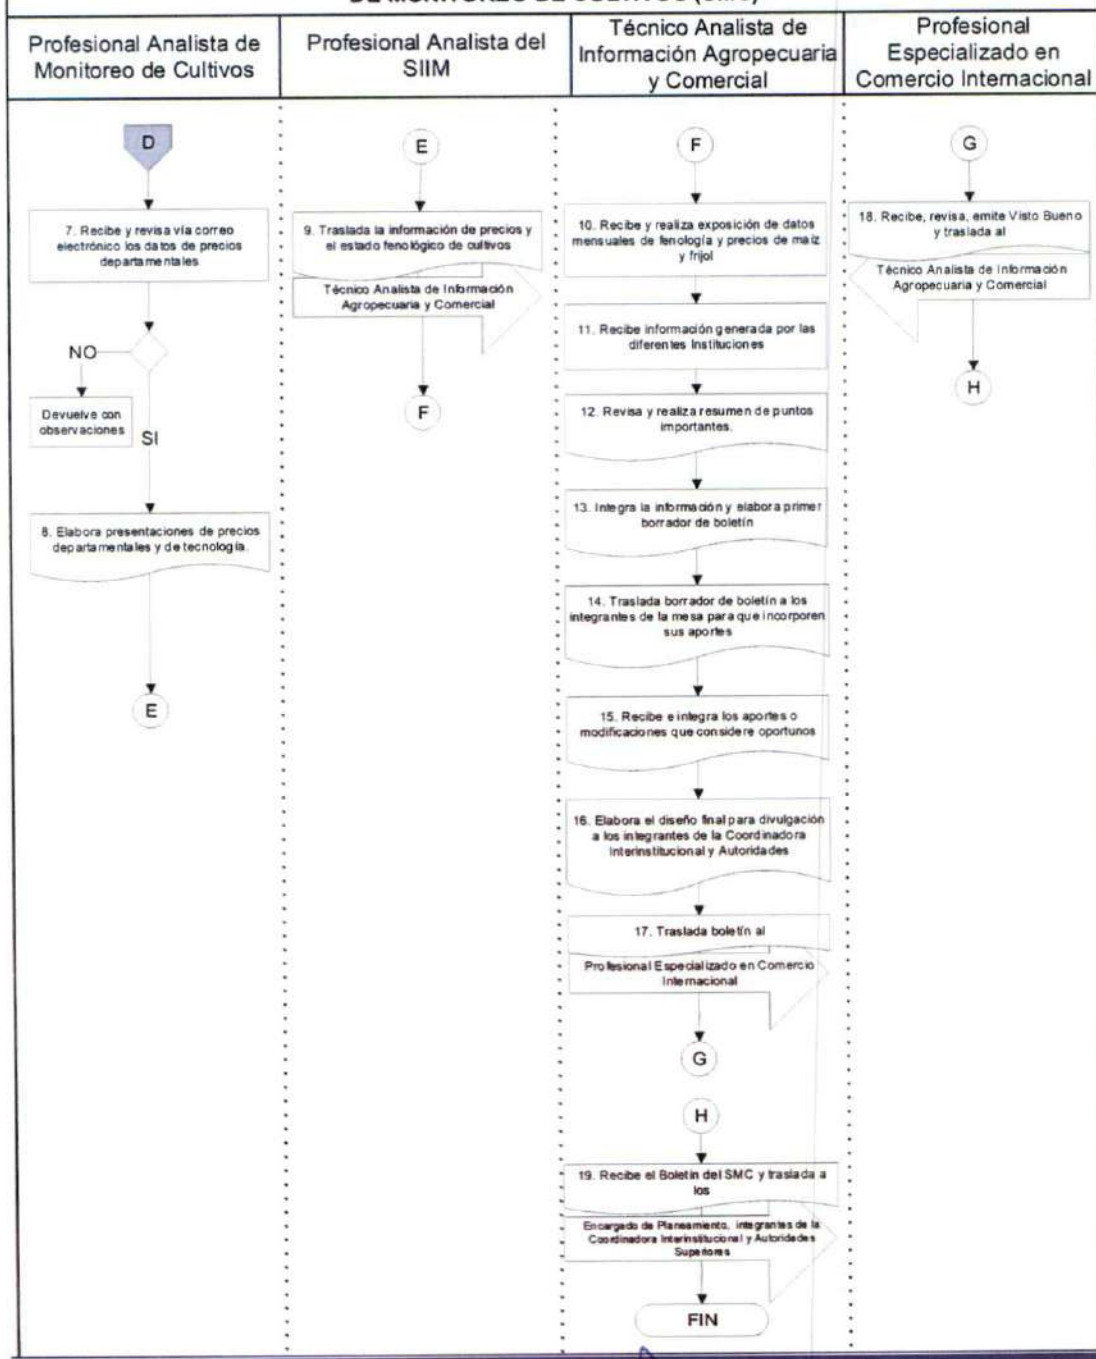 DE MONITOREO DE CULTIVOS (SMC)
Profesional Analista de
Monitoreo de Cultivos
Profesional Analista del
SIIM
Técnico Analista de
Información Agropecuaria
y Comercial
Profesional
Especializado en
Comercio Internacional
D
7. Recibe y revisa vía correo
electrónico los datos de precios
departamentales
NO
Devuelve con
observaciones
SI
8. Elabora presentaciones de precios
departamentales y de tecnología.
E
E
9. Traslada la información de precios y
el estado fenológico de cultivos
Técnico Analista de Información
Agropecuaria y Comercial
F
F
10. Recibe y realiza exposición de datos
mensuales de fenología y precios de maíz
y frijol
11. Recibe información generada por las
diferentes Instituciones
12. Revisa y realiza resumen de puntos
importantes.
13. Integra la información y elabora primer
borrador de boletín
14. Traslada borrador de boletín a los
integrantes de la mesa para que incorporen
sus aportes
15. Recibe e integra los aportes o
modificaciones que considere oportunos
16. Elabora el diseño final para divulgación
a los integrantes de la Coordinadora
Interinstitucional y Autoridades
17. Traslada boletín al
Profesional Especializado en Comercio
Internacional
G
H
19. Recibe el Boletín del SMC y traslada a
los
Encargado de Planeamiento, integrantes de la
Coordinadora Interinstitucional y Autoridades
Superiores
FIN
G
18. Recibe, revisa, emite Visto Bueno
y traslada al
Técnico Analista de Información
Agropecuaria y Comercial
H